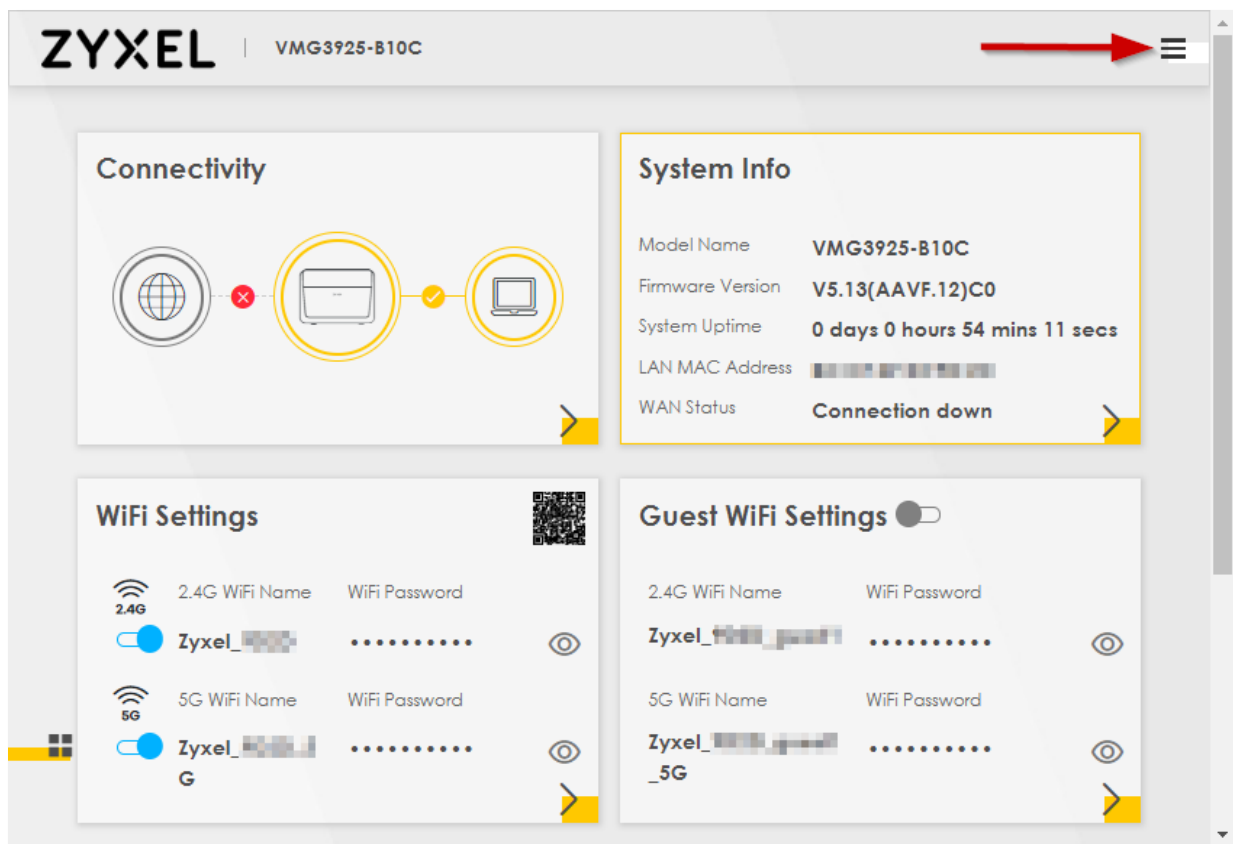 ZYXEL
VMG3925-B10C
Connectivity
System Info
Model Name VMG3925-B10C
Firmware Version V5.13(AAVF.12)C0
System Uptime 0 days 0 hours 54 mins 11 secs
LAN MAC Address
WAN Status Connection down
WiFi Settings
2.4G
2.4G WiFi Name WiFi Password
Zyxel_ ••••••••••
5G
5G WiFi Name WiFi Password
Zyxel_ ••••••••••
G
Guest WiFi Settings
2.4G WiFi Name WiFi Password
Zyxel_ ••••••••••
5G WiFi Name WiFi Password
Zyxel_ ••••••••••
_5G